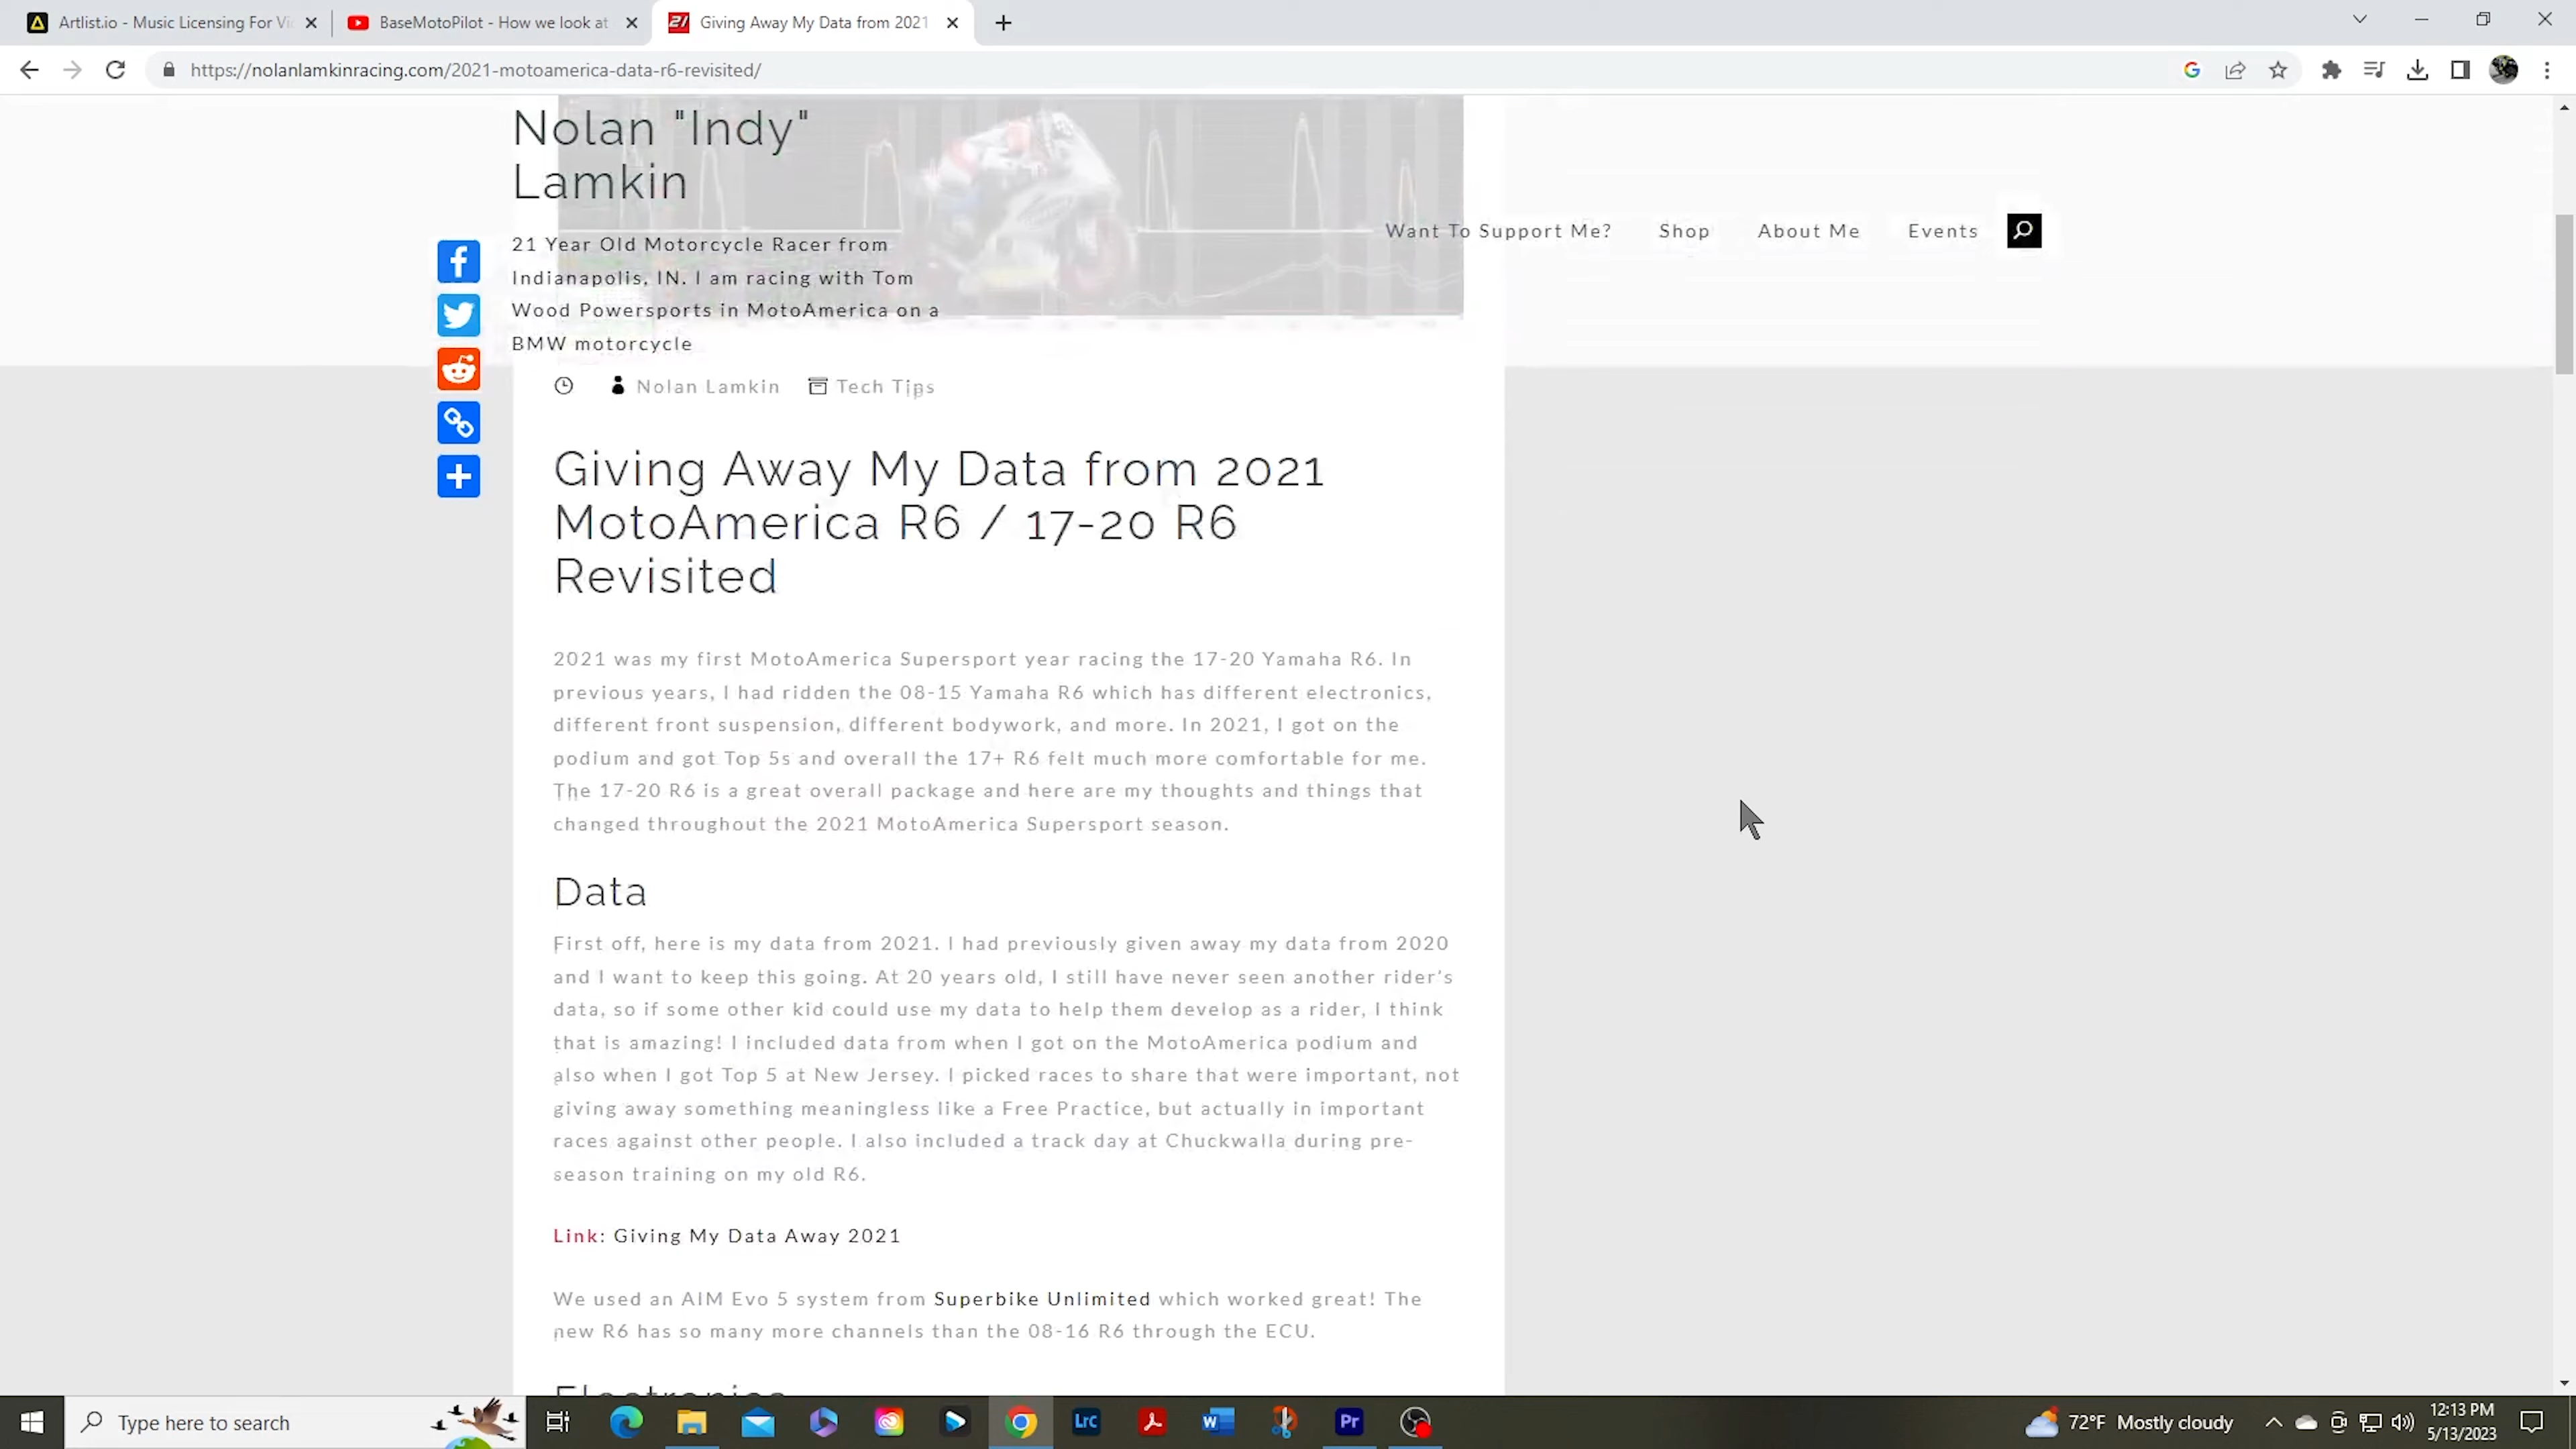 Artlist.io - Music Licensing For Vi
BaseMotoPilot - How we look at
21
Giving Away My Data from 2021
https://nolanlamkinracing.com/2021-motoamerica-data-r6-revisited/
Nolan "Indy"
Lamkin
21 Year Old Motorcycle Racer from
Indianapolis, IN. I am racing with Tom
Wood Powersports in MotoAmerica on a
BMW motorcycle
Want To Support Me? Shop About Me Events
Nolan Lamkin Tech Tips
Giving Away My Data from 2021
MotoAmerica R6 / 17-20 R6
Revisited
2021 was my first MotoAmerica Supersport year racing the 17-20 Yamaha R6. In
previous years, I had ridden the 08-15 Yamaha R6 which has different electronics,
different front suspension, different bodywork, and more. In 2021, I got on the
podium and got Top 5s and overall the 17+ R6 felt much more comfortable for me.
The 17-20 R6 is a great overall package and here are my thoughts and things that
changed throughout the 2021 MotoAmerica Supersport season.
Data
First off, here is my data from 2021. I had previously given away my data from 2020
and I want to keep this going. At 20 years old, I still have never seen another rider's
data, so if some other kid could use my data to help them develop as a rider, I think
that is amazing! I included data from when I got on the MotoAmerica podium and
also when I got Top 5 at New Jersey. I picked races to share that were important, not
giving away something meaningless like a Free Practice, but actually in important
races against other people. I also included a track day at Chuckwalla during pre-
season training on my old R6.
Link: Giving My Data Away 2021
We used an AIM Evo 5 system from Superbike Unlimited which worked great! The
new R6 has so many more channels than the 08-16 R6 through the ECU.
Electronics
Type here to search
Lrc
W
Pr
72°F Mostly cloudy
12:13 PM
5/13/2023